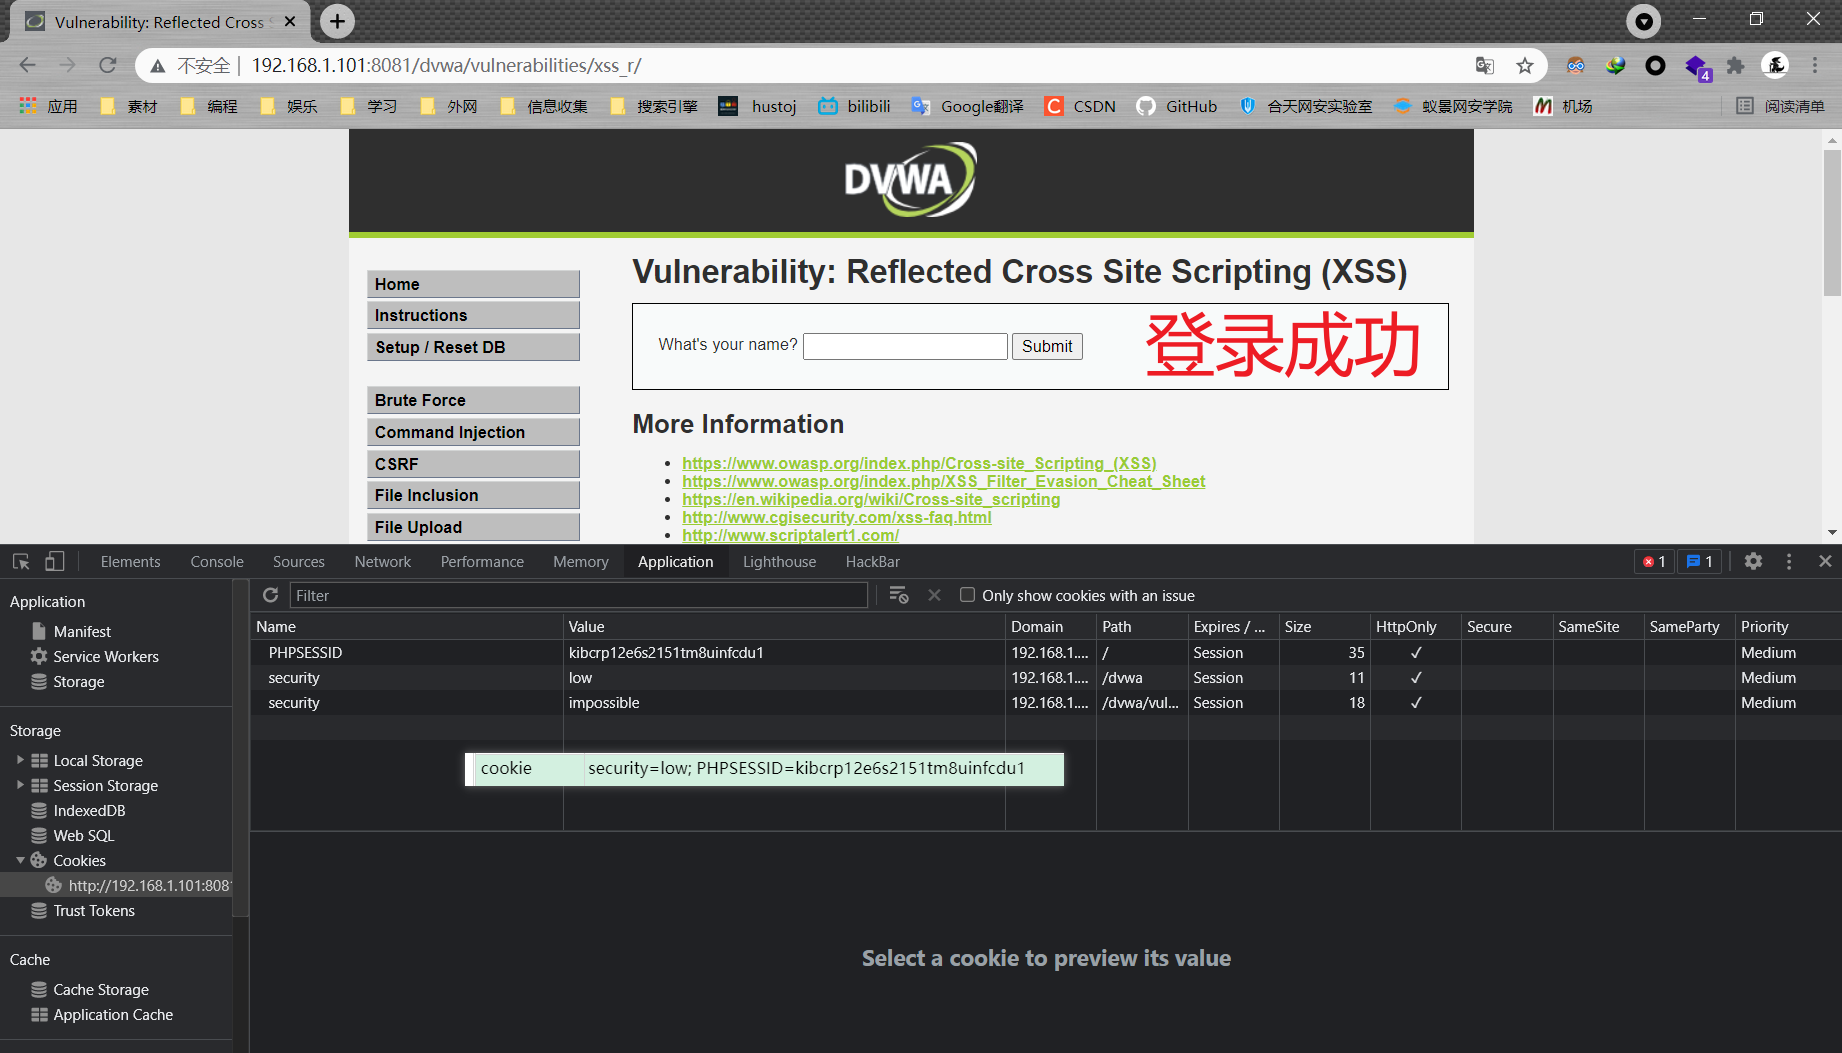 Vulnerability: Reflected Cross S
不安全 192.168.1.101:8081/dvwa/vulnerabilities/xss_r/
4
应用 素材 编程 娱乐 学习 外网 信息收集 搜索引擎 hustoj bilibili Google翻译 CSDN GitHub 合天网安实验室 蚁景网安学院 机场 阅读清单
DVWA
Vulnerability: Reflected Cross Site Scripting (XSS)
What's your name? Submit
登录成功
More Information
https://www.owasp.org/index.php/Cross-site_Scripting_(XSS)
https://www.owasp.org/index.php/XSS_Filter_Evasion_Cheat_Sheet
https://en.wikipedia.org/wiki/Cross-site_scripting
http://www.cgisecurity.com/xss-faq.html
http://www.scriptalert1.com/
Home
Instructions
Setup / Reset DB
Brute Force
Command Injection
CSRF
File Inclusion
File Upload
Elements Console Sources Network Performance Memory Application Lighthouse HackBar 1 1
Application
Manifest
Service Workers
Storage
Storage
Local Storage
Session Storage
IndexedDB
Web SQL
Cookies
http://192.168.1.101:8081
Trust Tokens
Cache
Cache Storage
Application Cache
Filter Only show cookies with an issue
Name Value Domain Path Expires / ... Size HttpOnly Secure SameSite SameParty Priority
PHPSESSID kibcrp12e6s2151tm8uinfcdu1 192.168.1.... / Session 35 ✓ Medium
security low 192.168.1.... /dvwa Session 11 ✓ Medium
security impossible 192.168.1.... /dvwa/vul... Session 18 ✓ Medium
cookie security=low; PHPSESSID=kibcrp12e6s2151tm8uinfcdu1
Select a cookie to preview its value